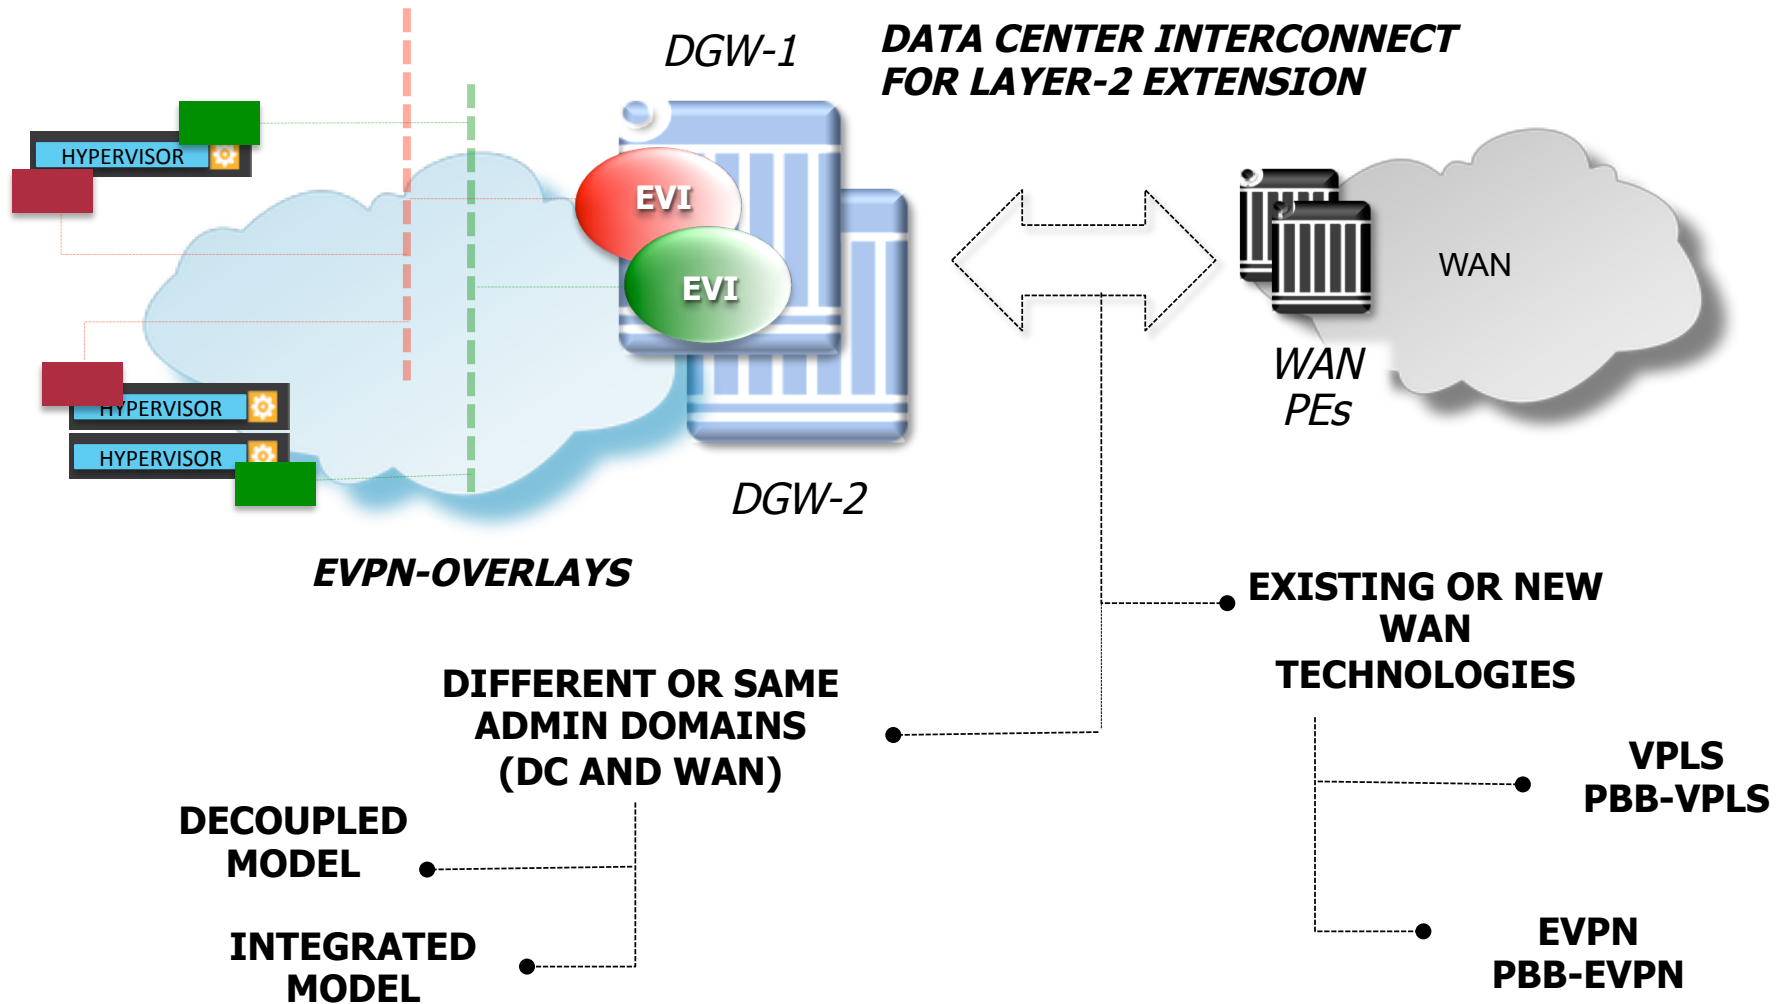 DGW-1
DATA CENTER INTERCONNECT
FOR LAYER-2 EXTENSION
HYPERVISOR
EVI
EVI
WAN
WAN
PEs
HYPERVISOR
HYPERVISOR
DGW-2
EVPN-OVERLAYS
EXISTING OR NEW
WAN
TECHNOLOGIES
DIFFERENT OR SAME
ADMIN DOMAINS
(DC AND WAN)
VPLS
PBB-VPLS
DECOUPLED
MODEL
EVPN
PBB-EVPN
INTEGRATED
MODEL